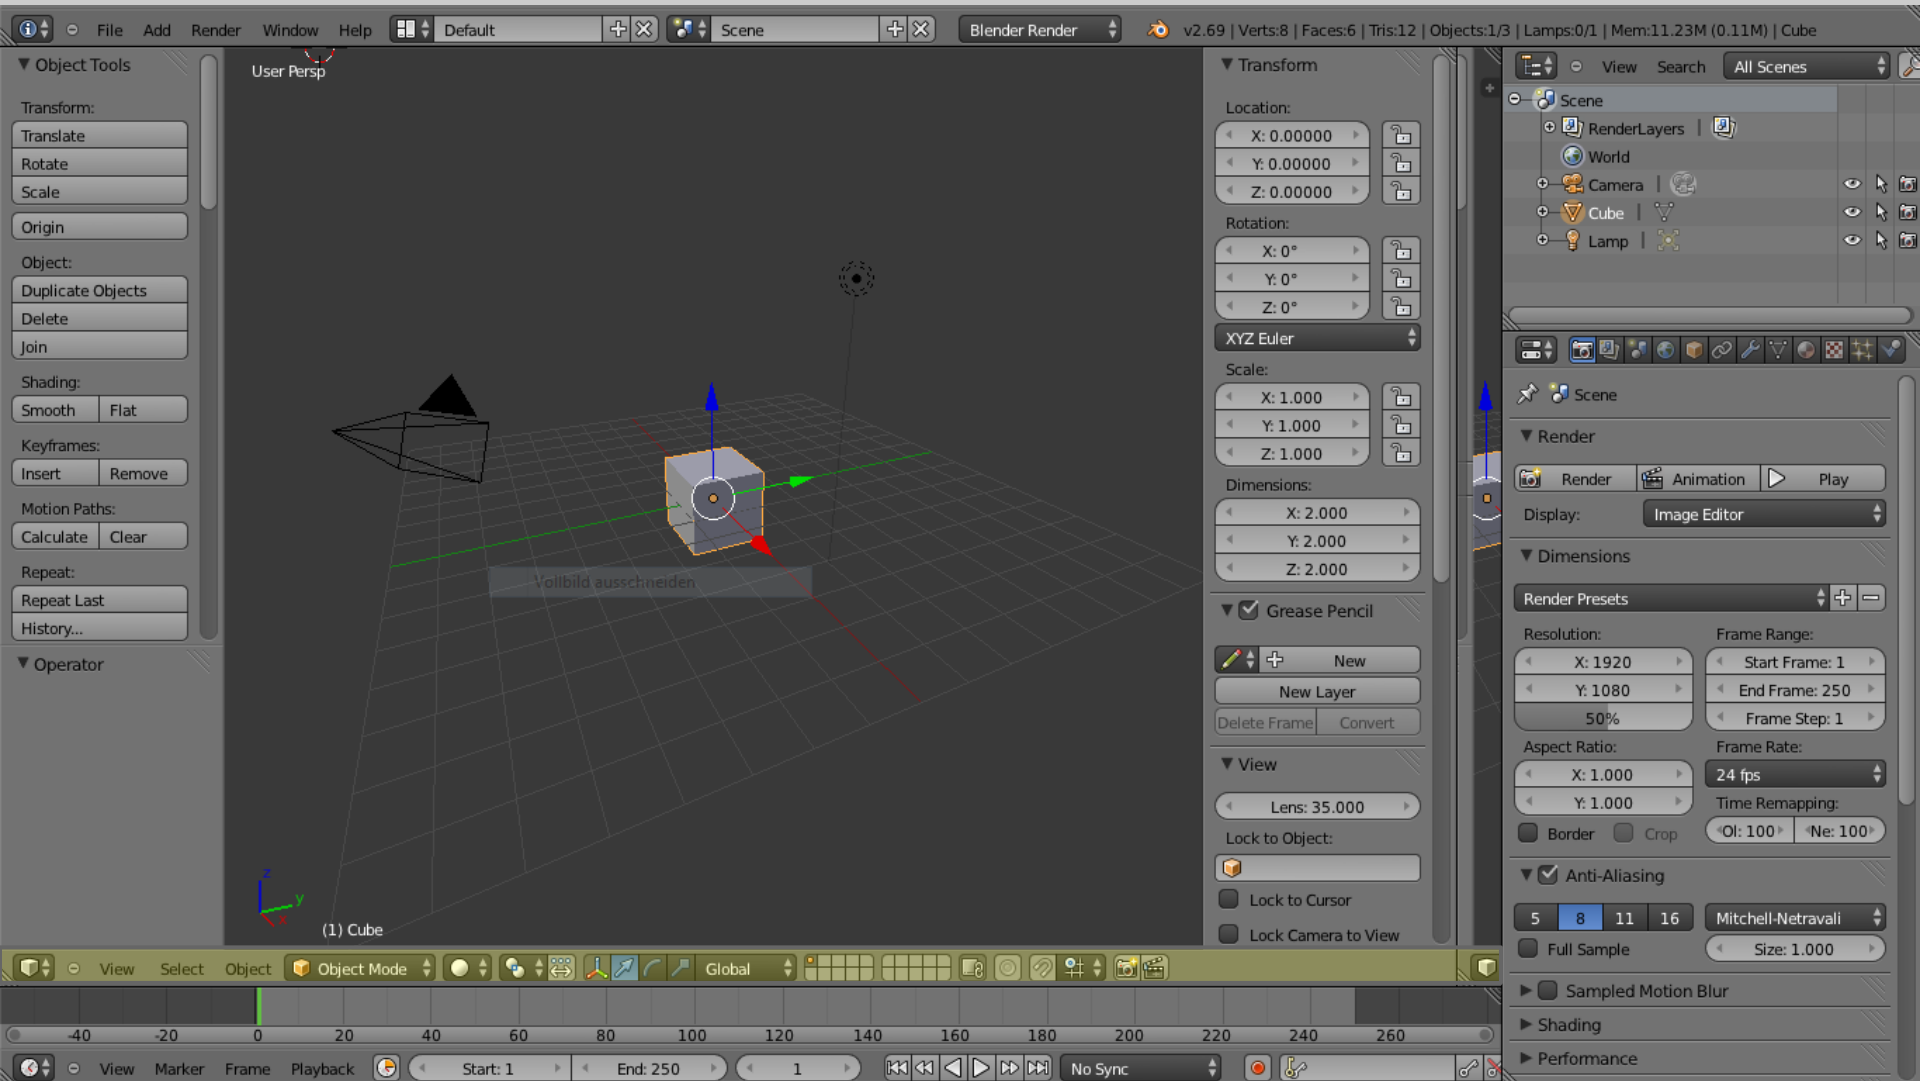 File Add Render Window Help Default Scene Blender Render v2.69 | Verts:8 | Faces:6 | Tris:12 | Objects:1/3 | Lamps:0/1 | Mem:11.23M (0.11M) | Cube
Object Tools
Transform:
Translate
Rotate
Scale
Origin
Object:
Duplicate Objects
Delete
Join
Shading:
Smooth Flat
Keyframes:
Insert Remove
Motion Paths:
Calculate Clear
Repeat:
Repeat Last
History...
Operator
User Persp
Vollbild ausschneiden
z
y
x
(1) Cube
Transform
Location:
X: 0.00000
Y: 0.00000
Z: 0.00000
Rotation:
X: 0°
Y: 0°
Z: 0°
XYZ Euler
Scale:
X: 1.000
Y: 1.000
Z: 1.000
Dimensions:
X: 2.000
Y: 2.000
Z: 2.000
Grease Pencil
New
New Layer
Delete Frame Convert
View
Lens: 35.000
Lock to Object:
Lock to Cursor
Lock Camera to View
View Search All Scenes
Scene
RenderLayers |
World
Camera |
Cube |
Lamp |
Scene
Render
Render Animation Play
Display: Image Editor
Dimensions
Render Presets
Resolution: Frame Range:
X: 1920 Start Frame: 1
Y: 1080 End Frame: 250
50% Frame Step: 1
Aspect Ratio: Frame Rate:
X: 1.000 24 fps
Y: 1.000 Time Remapping:
Border Crop Ol: 100 Ne: 100
Anti-Aliasing
5 8 11 16 Mitchell-Netravali
Full Sample Size: 1.000
Sampled Motion Blur
Shading
Performance
View Select Object Object Mode Global
-40 -20 0 20 40 60 80 100 120 140 160 180 200 220 240 260
View Marker Frame Playback Start: 1 End: 250 1 No Sync